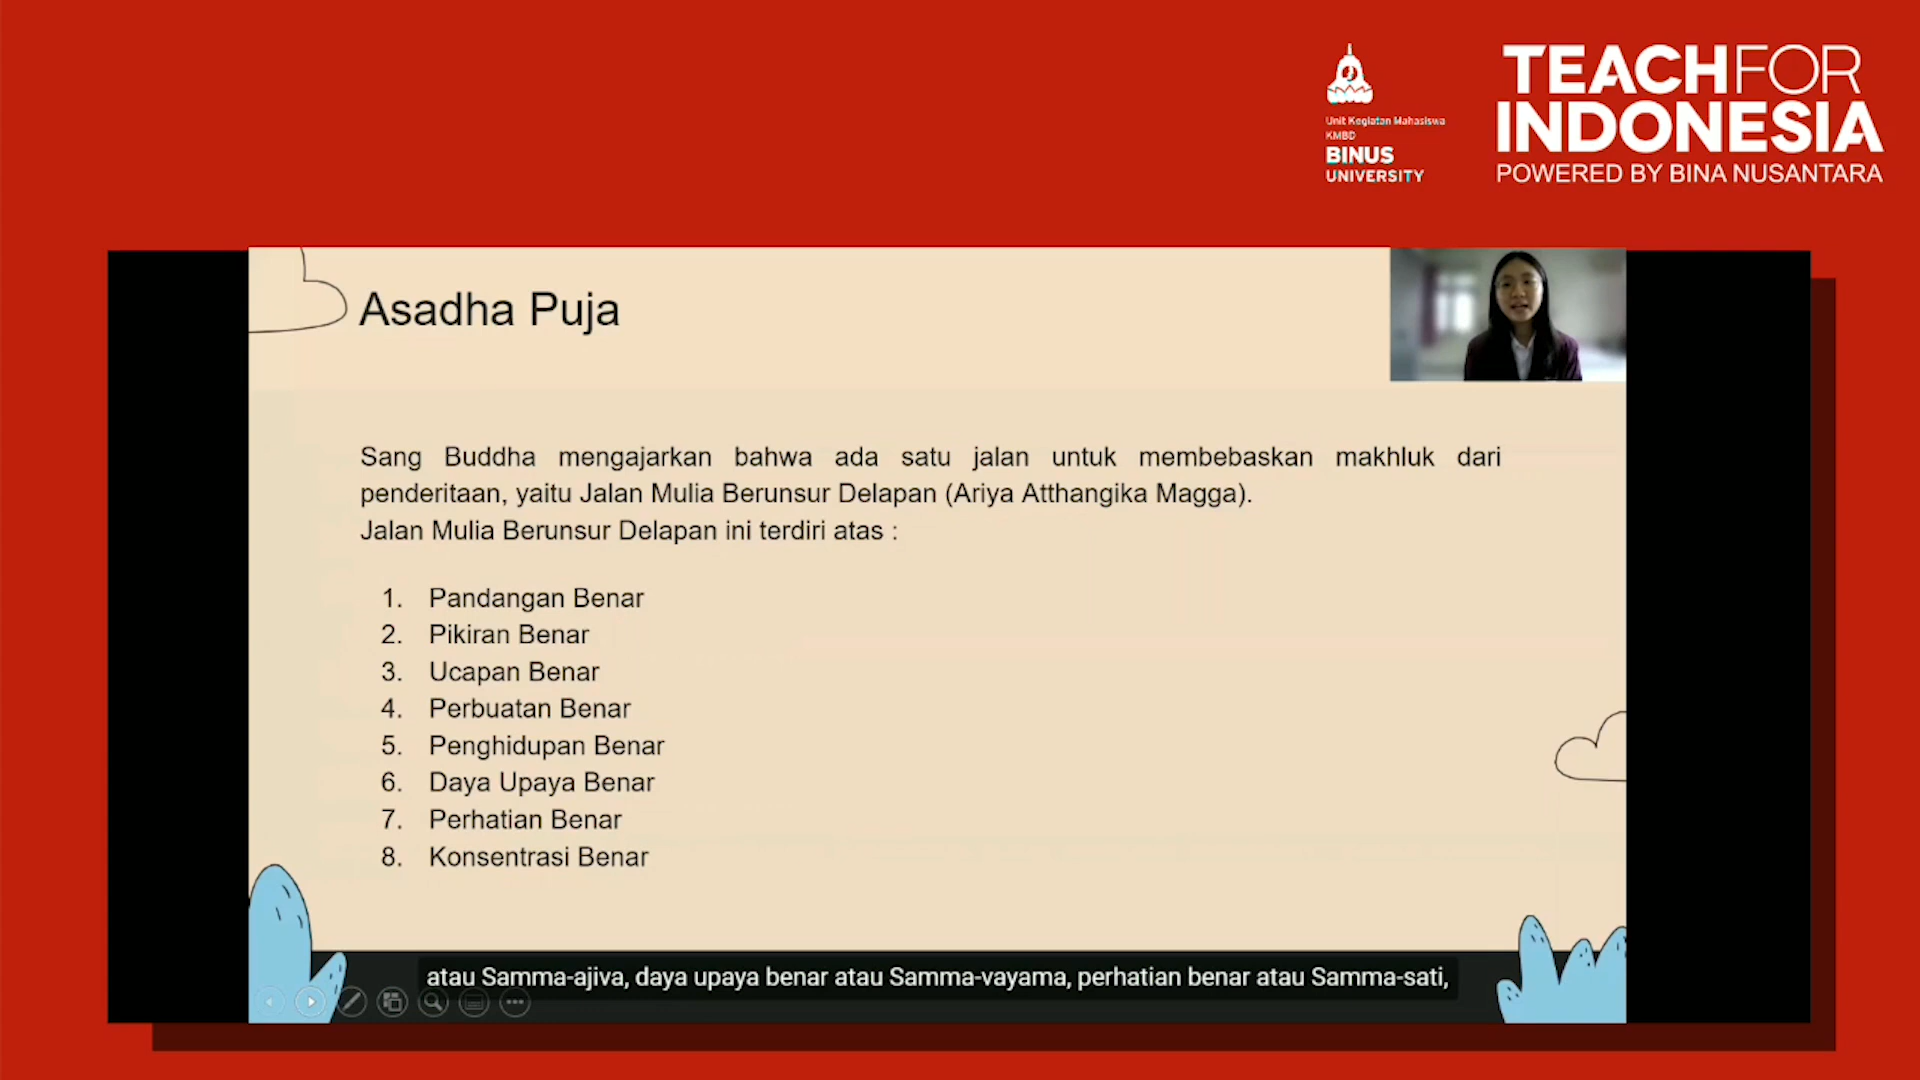 Unit Kegiatan Mahasiswa
KMBD
BINUS
UNIVERSITY
TEACHFOR
INDONESIA
POWERED BY BINA NUSANTARA
Asadha Puja
Sang Buddha mengajarkan bahwa ada satu jalan untuk membebaskan makhluk dari
penderitaan, yaitu Jalan Mulia Berunsur Delapan (Ariya Atthangika Magga).
Jalan Mulia Berunsur Delapan ini terdiri atas :
1. Pandangan Benar
2. Pikiran Benar
3. Ucapan Benar
4. Perbuatan Benar
5. Penghidupan Benar
6. Daya Upaya Benar
7. Perhatian Benar
8. Konsentrasi Benar
atau Samma-ajiva, daya upaya benar atau Samma-vayama, perhatian benar atau Samma-sati,